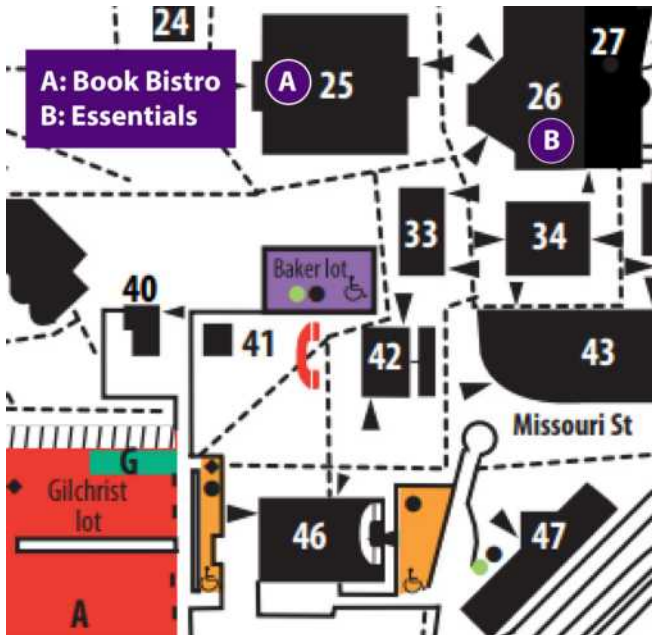 24
A: Book Bistro
B: Essentials
A
25
26
27
B
33
34
Baker lot
40
41
42
43
Missouri St
G
Gilchrist
lot
46
47
A